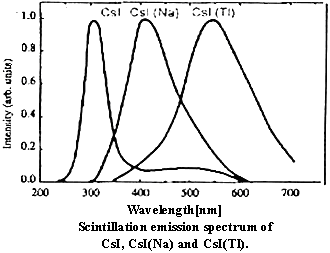 CsI CsI(Na) CsI(Tl)
1.0
0.8
0.6
0.4
0.2
0.0
Intensity (arb. units)
200 300 400 500 600 700
Wavelength[nm]
Scintillation emission spectrum of
CsI, CsI(Na) and CsI(Tl).